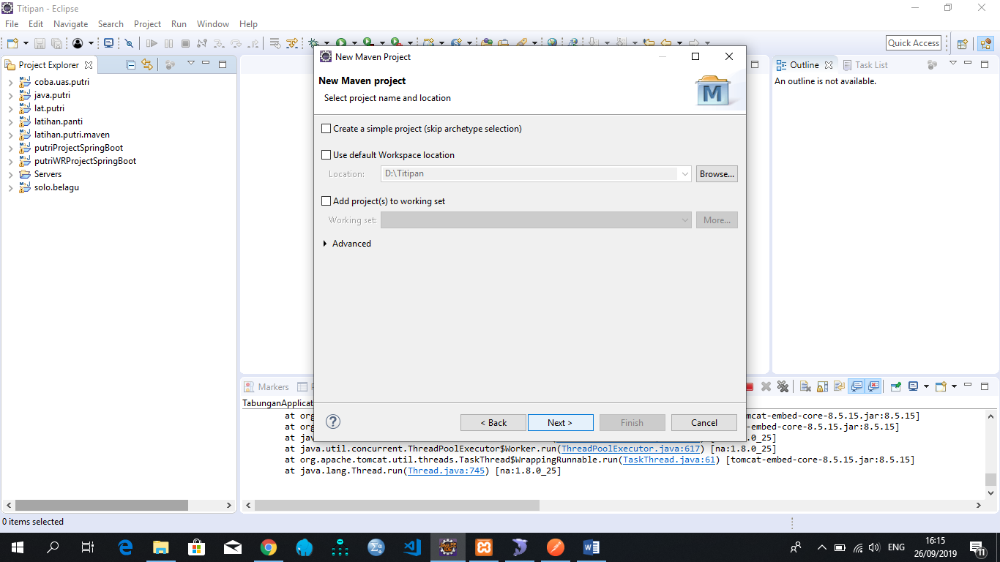 Titipan - Eclipse
File Edit Navigate Search Project Run Window Help
Quick Access
Project Explorer
coba.uas.putri
java.putri
lat.putri
latihan.panti
latihan.putri.maven
putriProjectSpringBoot
putriWRProjectSpringBoot
Servers
solo.belagu
New Maven Project
New Maven project
Select project name and location
M
Create a simple project (skip archetype selection)
Use default Workspace location
Location: D:\Titipan Browse...
Add project(s) to working set
Working set: More...
Advanced
? < Back Next > Finish Cancel
Outline Task List
An outline is not available.
Markers
TabunganApplicat
at org mcat-embed-core-8.5.15.jar:8.5.15]
at org -embed-core-8.5.15.jar:8.5.15]
at jav .0_25]
at java.util.concurrent.ThreadPoolExecutor$Worker.run(ThreadPoolExecutor.java:617) [na:1.8.0_25]
at org.apache.tomcat.util.threads.TaskThread$WrappingRunnable.run(TaskThread.java:61) [tomcat-embed-core-8.5.15.jar:8.5.15]
at java.lang.Thread.run(Thread.java:745) [na:1.8.0_25]
0 items selected
ENG
16:15
26/09/2019
11